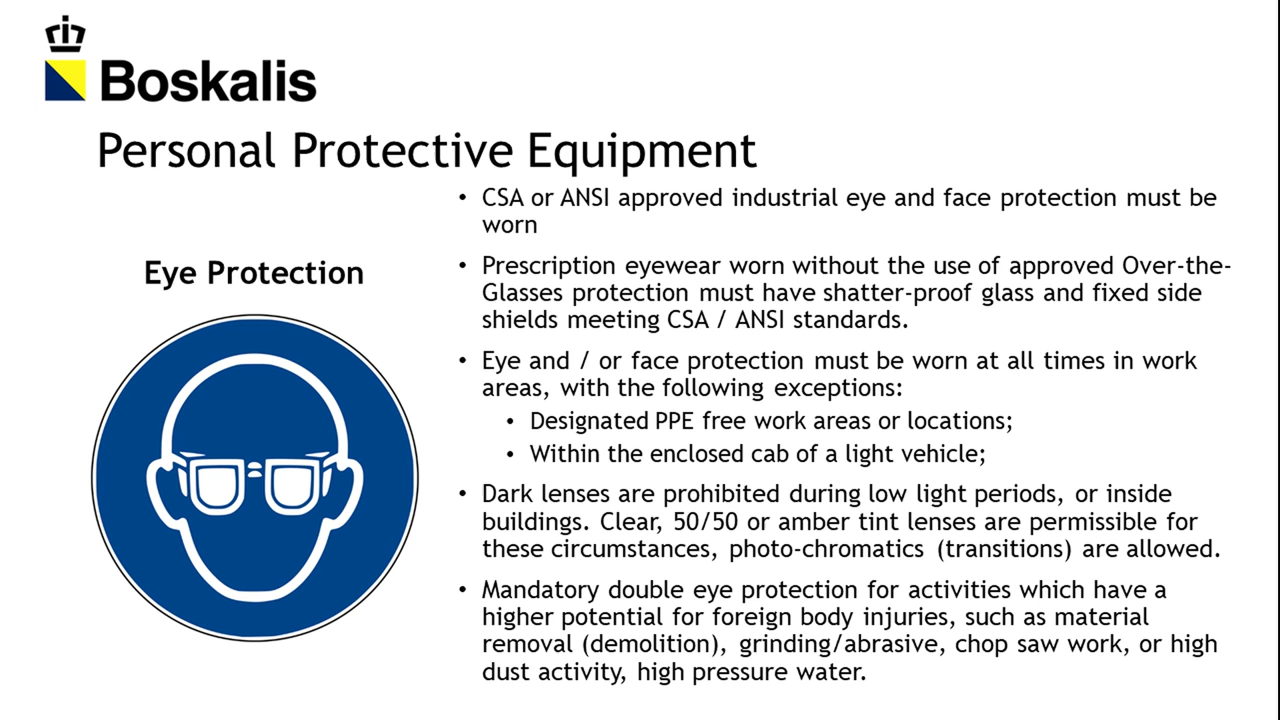 Boskalis
Personal Protective Equipment
Eye Protection
• CSA or ANSI approved industrial eye and face protection must be
worn
• Prescription eyewear worn without the use of approved Over-the-
Glasses protection must have shatter-proof glass and fixed side
shields meeting CSA / ANSI standards.
• Eye and / or face protection must be worn at all times in work
areas, with the following exceptions:
• Designated PPE free work areas or locations;
• Within the enclosed cab of a light vehicle;
• Dark lenses are prohibited during low light periods, or inside
buildings. Clear, 50/50 or amber tint lenses are permissible for
these circumstances, photo-chromatics (transitions) are allowed.
• Mandatory double eye protection for activities which have a
higher potential for foreign body injuries, such as material
removal (demolition), grinding/abrasive, chop saw work, or high
dust activity, high pressure water.